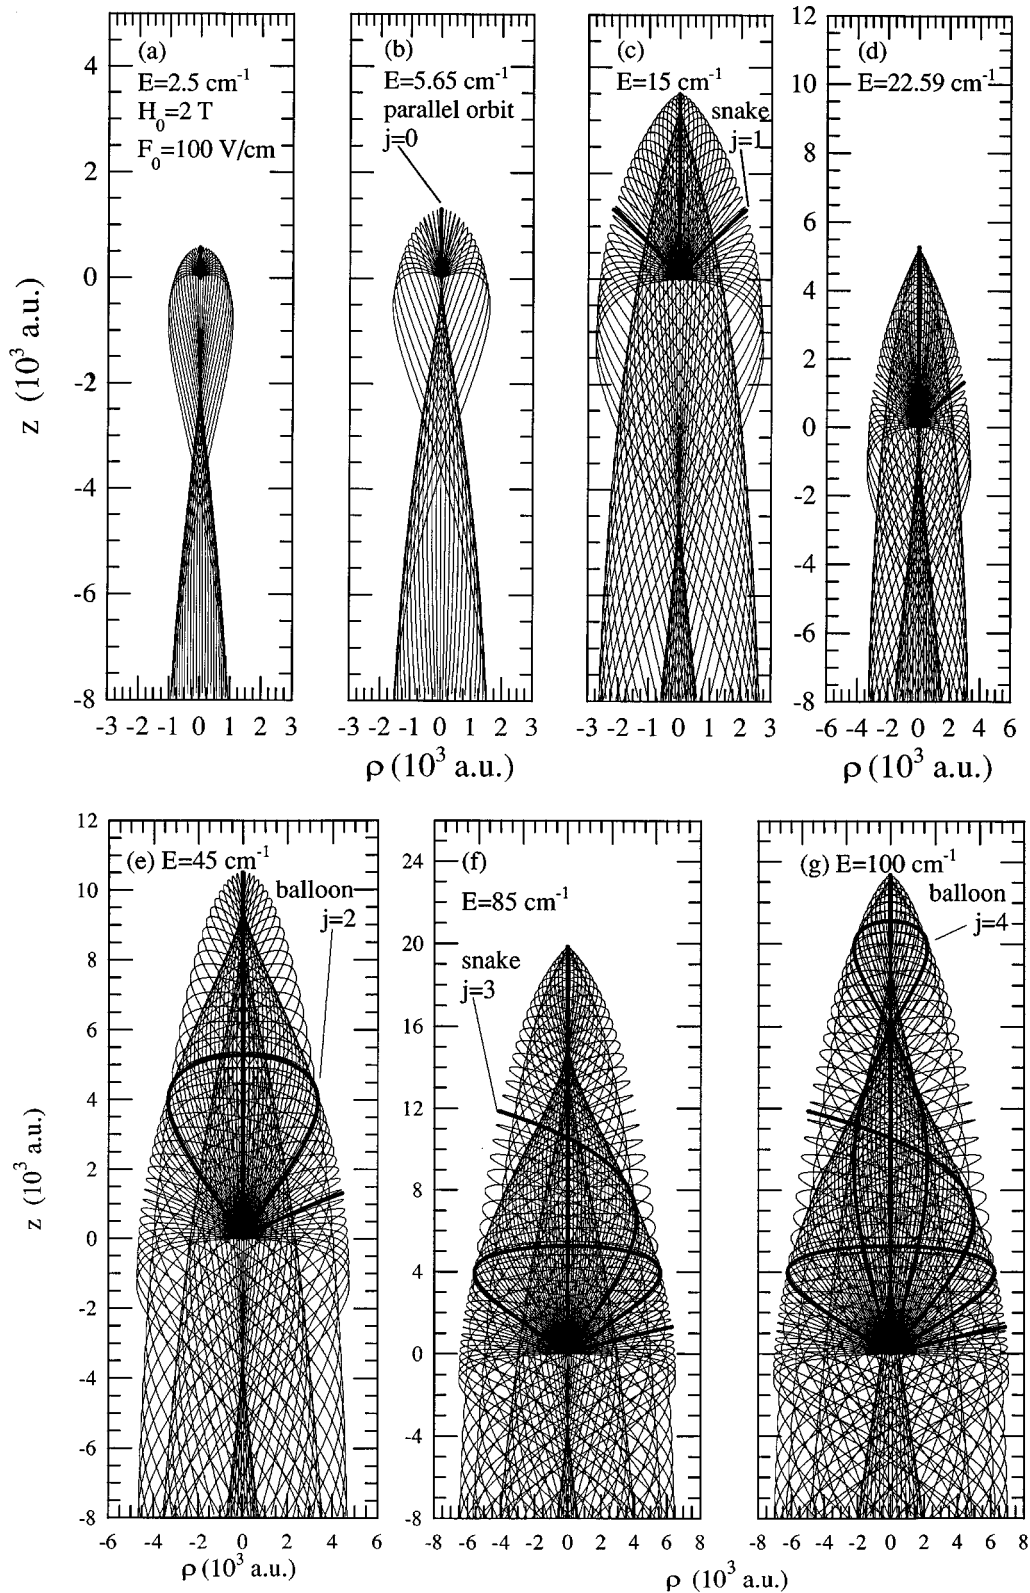 (a)
E=2.5 cm⁻¹
H₀=2 T
F₀=100 V/cm
4
2
0
-2
-4
-6
-8
-3 -2 -1 0 1 2 3
z (10³ a.u.)
(b)
E=5.65 cm⁻¹
parallel orbit
j=0
-3 -2 -1 0 1 2 3
ρ (10³ a.u.)
(c)
E=15 cm⁻¹
snake
j=1
-3 -2 -1 0 1 2 3
(d)
E=22.59 cm⁻¹
12
10
8
6
4
2
0
-2
-4
-6
-8
-6 -4 -2 0 2 4 6
ρ (10³ a.u.)
(e) E=45 cm⁻¹
balloon
j=2
12
10
8
6
4
2
0
-2
-4
-6
-8
-6 -4 -2 0 2 4 6
z (10³ a.u.)
ρ (10³ a.u.)
(f)
E=85 cm⁻¹
snake
j=3
24
20
16
12
8
4
0
-4
-8
-8 -6 -4 -2 0 2 4 6 8
(g) E=100 cm⁻¹
balloon
j=4
-8 -6 -4 -2 0 2 4 6 8
ρ (10³ a.u.)